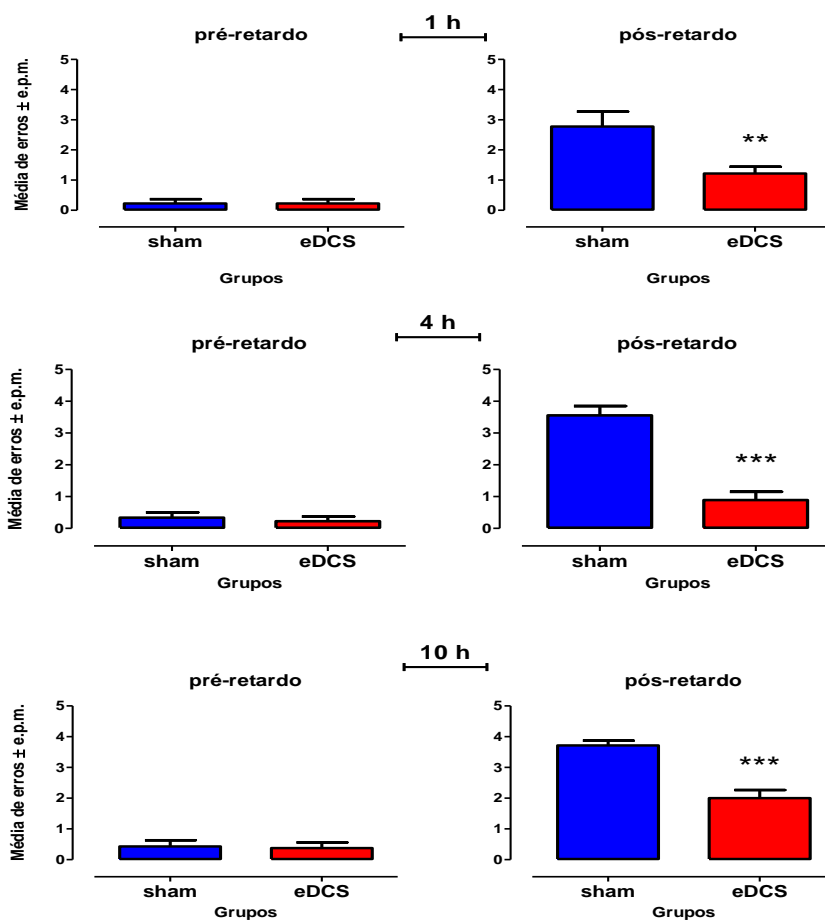 1 h
pré-retardo
pós-retardo
Média de erros ± e.p.m.
5
4
3
2
1
0
sham
eDCS
Grupos
5
4
3
2
1
0
**
sham
eDCS
Grupos
4 h
pré-retardo
pós-retardo
Média de erros ± e.p.m.
5
4
3
2
1
0
sham
eDCS
Grupos
5
4
3
2
1
0
***
sham
eDCS
Grupos
10 h
pré-retardo
pós-retardo
Média de erros ± e.p.m.
5
4
3
2
1
0
sham
eDCS
Grupos
5
4
3
2
1
0
***
sham
eDCS
Grupos